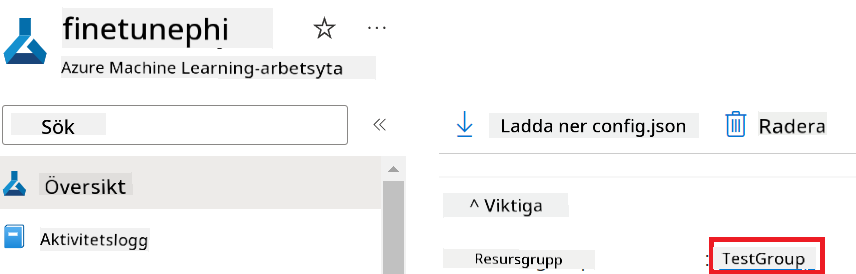 finetunephi
Azure Machine Learning-arbetsyta
Sök
Översikt
Aktivitetslogg
Ladda ner config.json
Radera
^ Viktiga
Resursgrupp : TestGroup